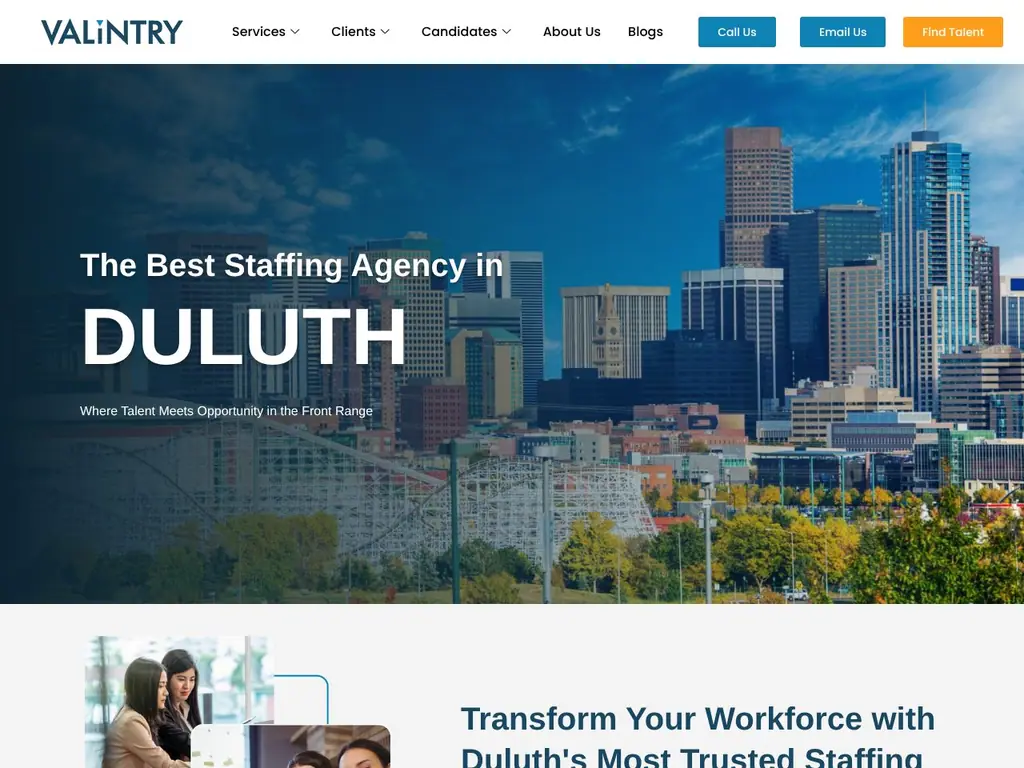 VALiNTRY
Services
Clients
Candidates
About Us
Blogs
Call Us
Email Us
Find Talent
The Best Staffing Agency in
DULUTH
Where Talent Meets Opportunity in the Front Range
Transform Your Workforce with
Duluth's Most Trusted Staffing